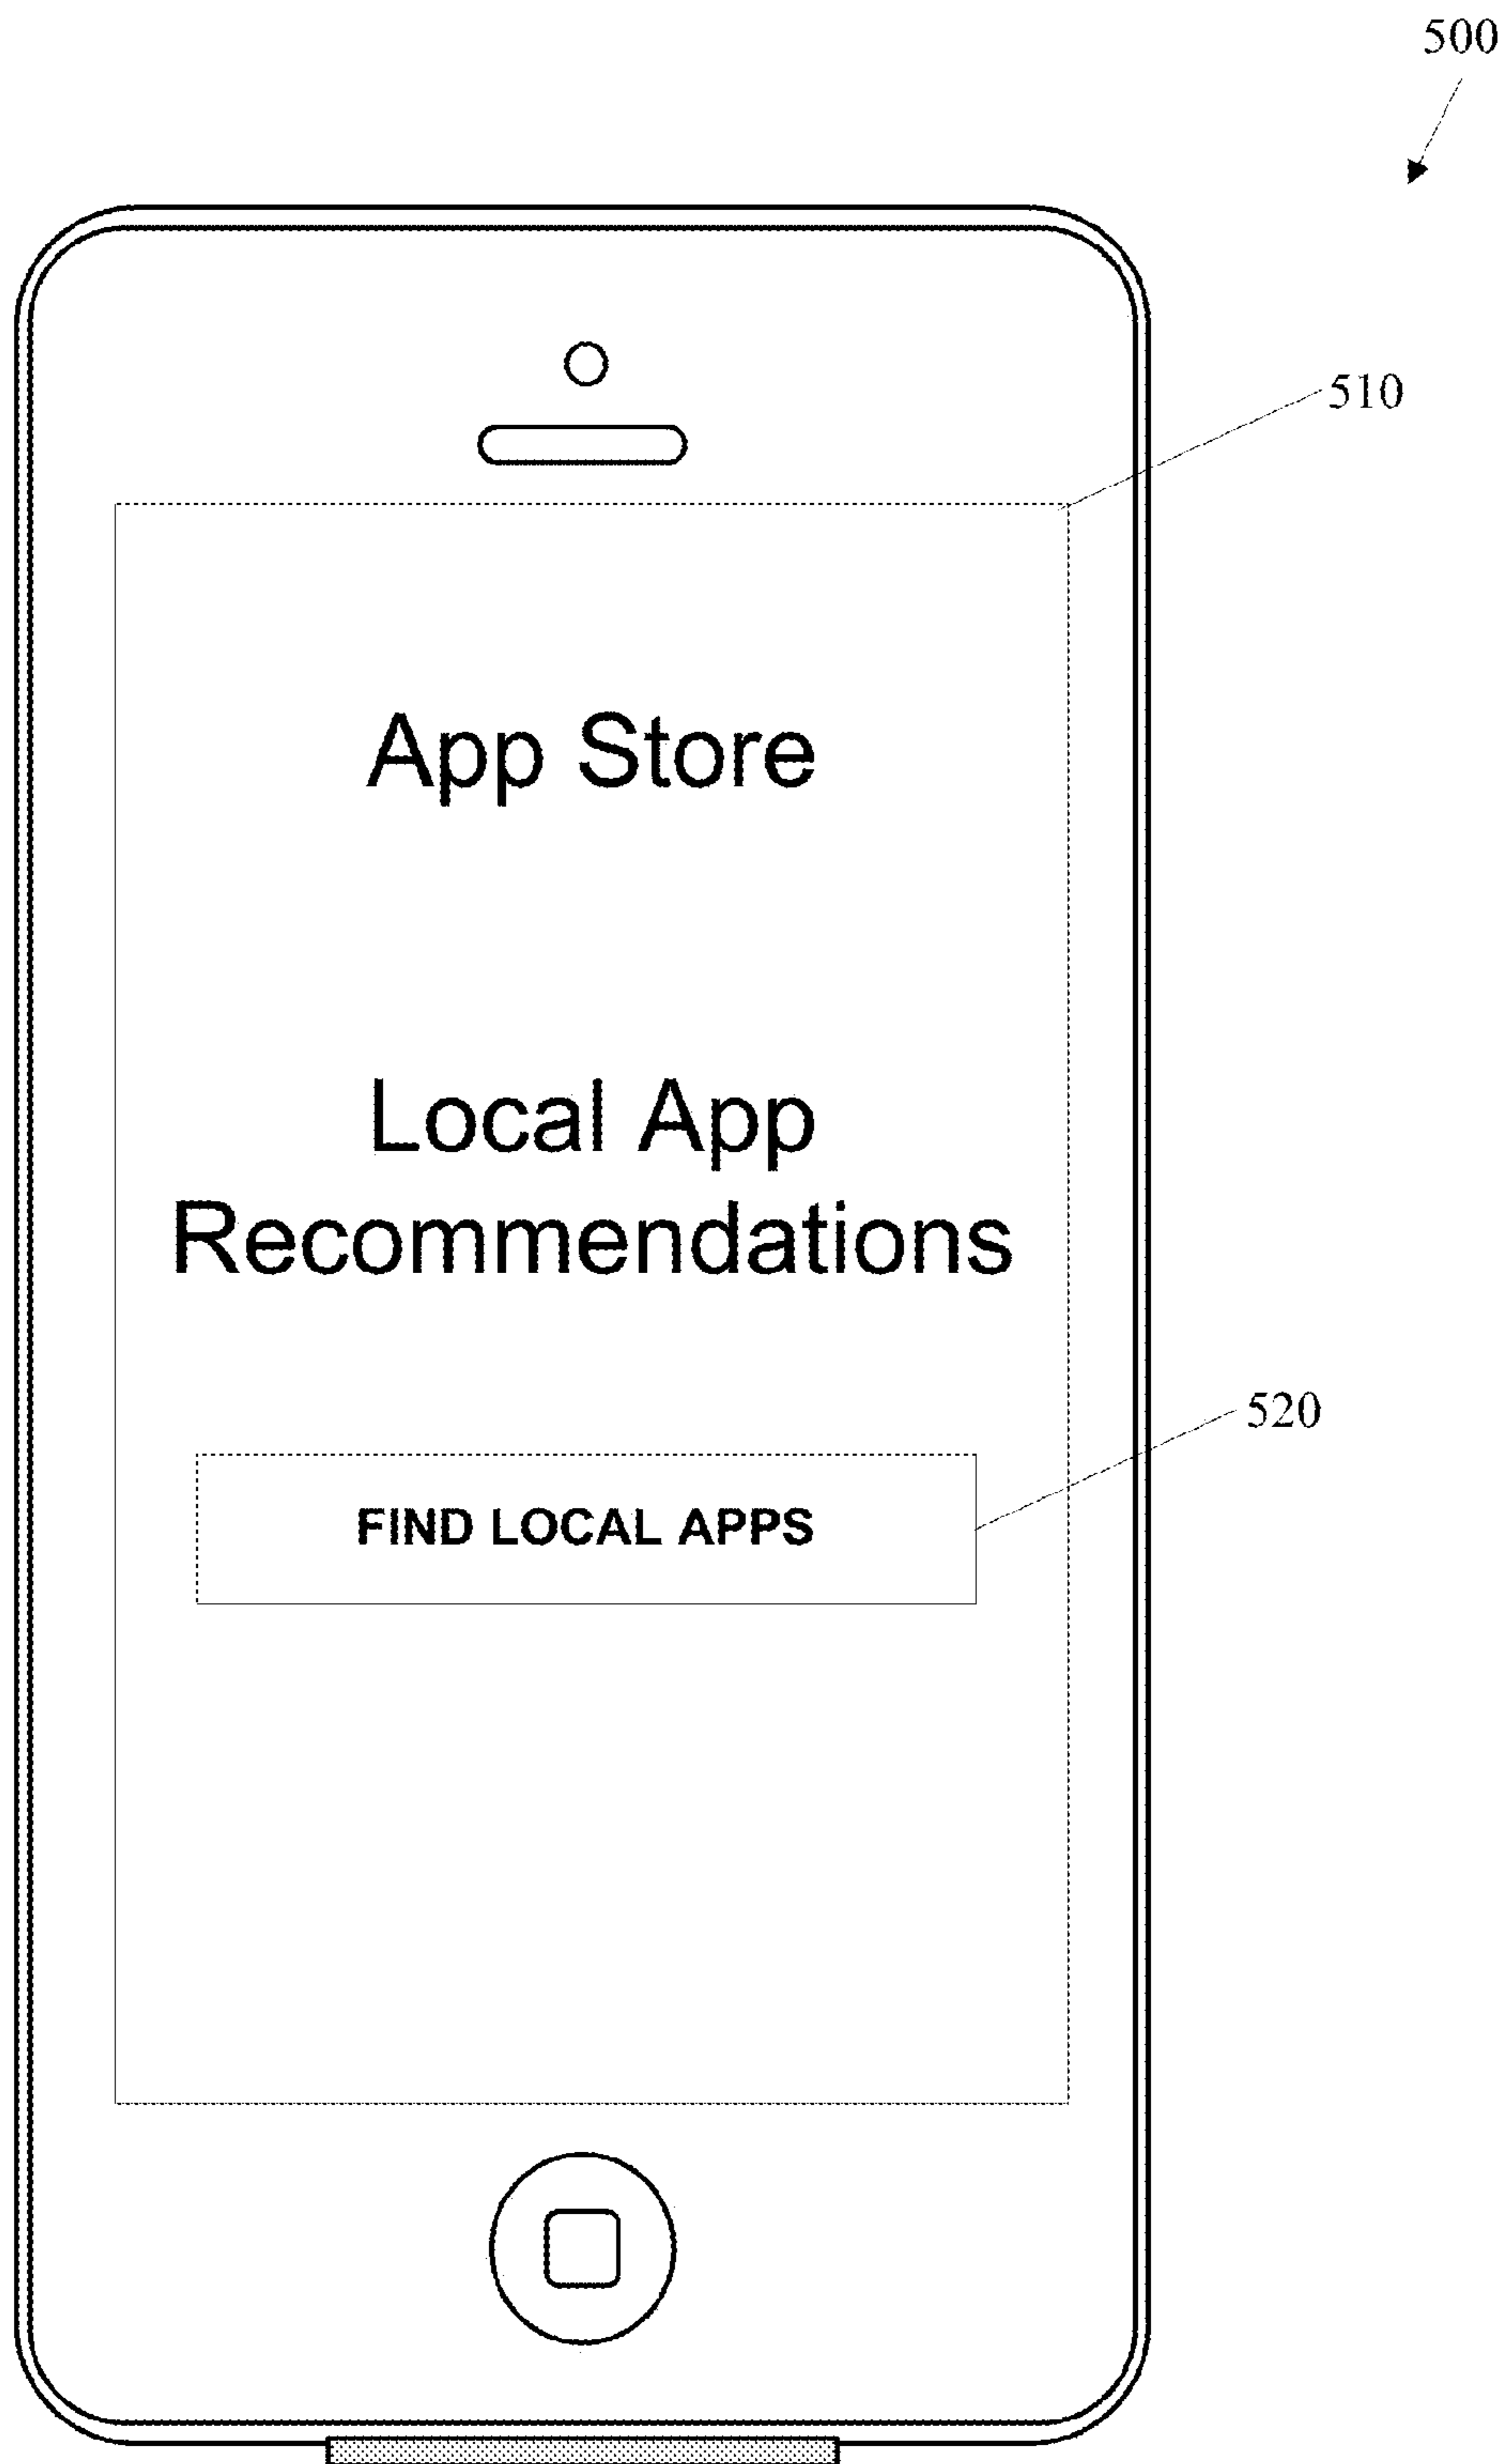 500
510
App Store
Local App
Recommendations
520
FIND LOCAL APPS